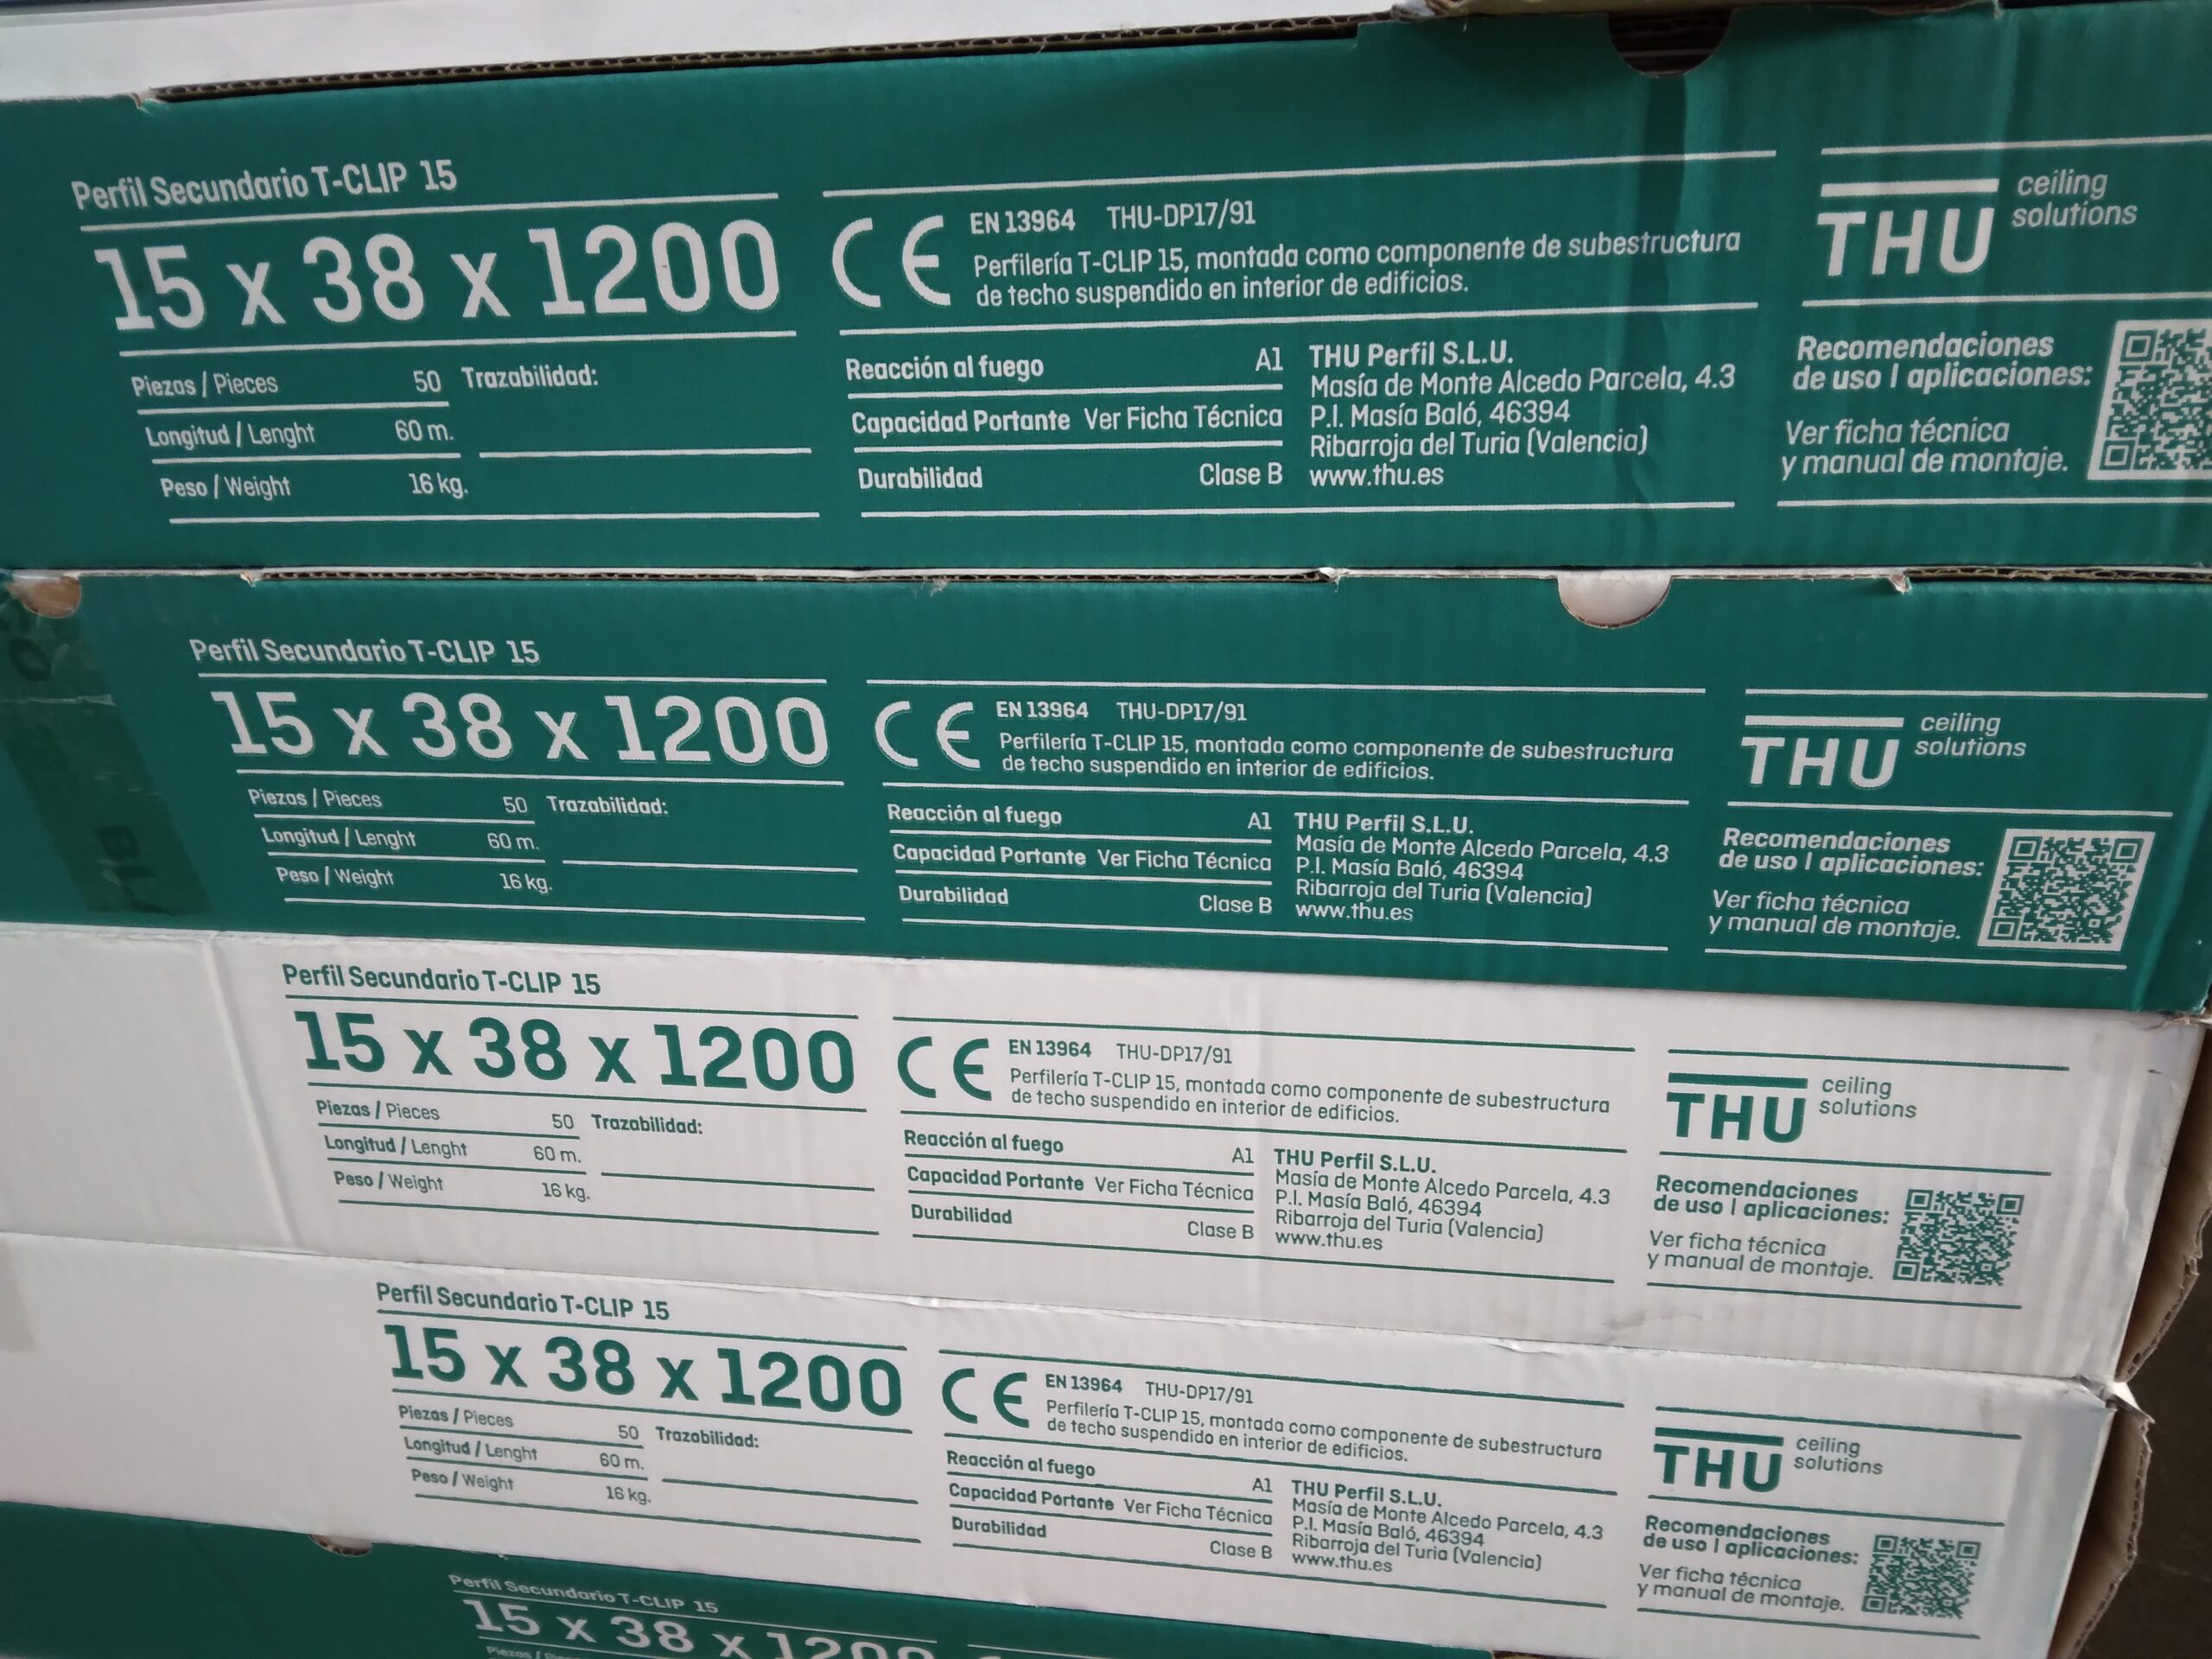 Perfil Secundario T-CLIP 15
15 x 38 x 1200
Piezas / Pieces 50
Longitud / Lenght 60 m.
Peso / Weight 16 kg.
Trazabilidad:
CE EN 13964 THU-DP17/91
Perfilería T-CLIP 15, montada como componente de subestructura
de techo suspendido en interior de edificios.
Reacción al fuego A1
Capacidad Portante Ver Ficha Técnica
Durabilidad Clase B
THU Perfil S.L.U.
Masía de Monte Alcedo Parcela, 4.3
P.I. Masía Baló, 46394
Ribarroja del Turia (Valencia)
www.thu.es
THU ceiling
solutions
Recomendaciones
de uso | aplicaciones:
Ver ficha técnica
y manual de montaje.
Perfil Secundario T-CLIP 15
15 x 38 x 1200
Piezas / Pieces 50
Longitud / Lenght 60 m.
Peso / Weight 16 kg.
Trazabilidad:
CE EN 13964 THU-DP17/91
Perfilería T-CLIP 15, montada como componente de subestructura
de techo suspendido en interior de edificios.
Reacción al fuego A1
Capacidad Portante Ver Ficha Técnica
Durabilidad Clase B
THU Perfil S.L.U.
Masía de Monte Alcedo Parcela, 4.3
P.I. Masía Baló, 46394
Ribarroja del Turia (Valencia)
www.thu.es
THU ceiling
solutions
Recomendaciones
de uso | aplicaciones:
Ver ficha técnica
y manual de montaje.
Perfil Secundario T-CLIP 15
15 x 38 x 1200
Piezas / Pieces 50
Longitud / Lenght 60 m.
Peso / Weight 16 kg.
Trazabilidad:
CE EN 13964 THU-DP17/91
Perfilería T-CLIP 15, montada como componente de subestructura
de techo suspendido en interior de edificios.
Reacción al fuego A1
Capacidad Portante Ver Ficha Técnica
Durabilidad Clase B
THU Perfil S.L.U.
Masía de Monte Alcedo Parcela, 4.3
P.I. Masía Baló, 46394
Ribarroja del Turia (Valencia)
www.thu.es
THU ceiling
solutions
Recomendaciones
de uso | aplicaciones:
Ver ficha técnica
y manual de montaje.
Perfil Secundario T-CLIP 15
15 x 38 x 1200
Piezas / Pieces 50
Longitud / Lenght 60 m.
Peso / Weight 16 kg.
Trazabilidad:
CE EN 13964 THU-DP17/91
Perfilería T-CLIP 15, montada como componente de subestructura
de techo suspendido en interior de edificios.
Reacción al fuego A1
Capacidad Portante Ver Ficha Técnica
Durabilidad Clase B
THU Perfil S.L.U.
Masía de Monte Alcedo Parcela, 4.3
P.I. Masía Baló, 46394
Ribarroja del Turia (Valencia)
www.thu.es
THU ceiling
solutions
Recomendaciones
de uso | aplicaciones:
Ver ficha técnica
y manual de montaje.
Perfil Secundario T-CLIP 15
15 x 38 x 1200
Piezas /